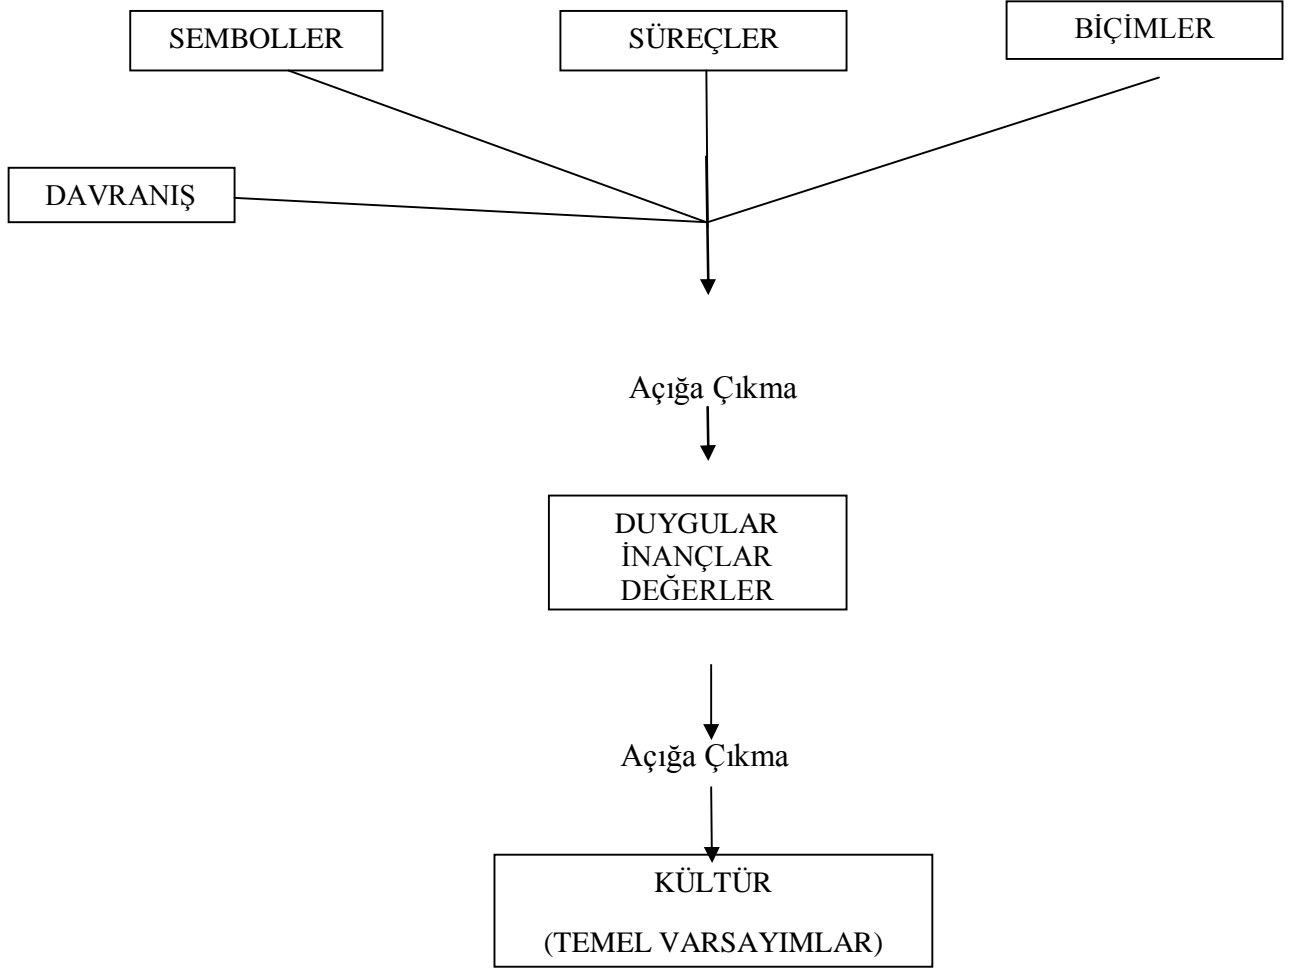 SEMBOLLER
SÜREÇLER
BİÇİMLER
DAVRANIŞ
Açığa Çıkma
DUYGULAR
İNANÇLAR
DEĞERLER
Açığa Çıkma
KÜLTÜR
(TEMEL VARSAYIMLAR)